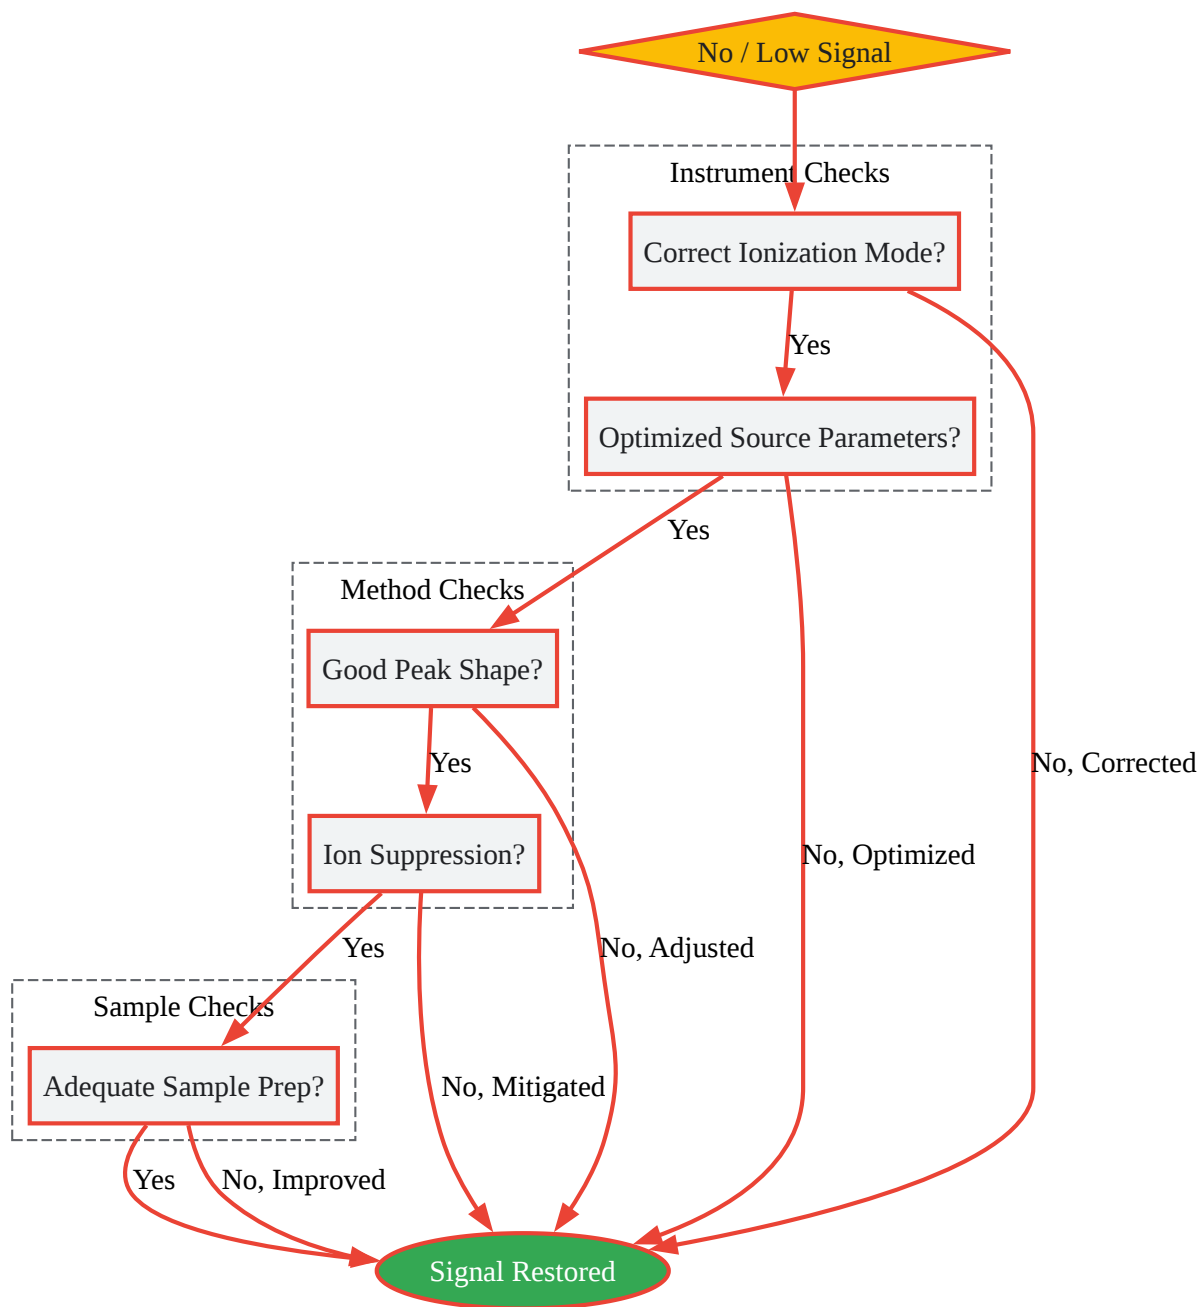 No / Low Signal
Instrument Checks
Correct Ionization Mode?
Yes
Optimized Source Parameters?
Yes
Method Checks
Good Peak Shape?
Yes
No, Corrected
Ion Suppression?
No, Optimized
Yes
No, Adjusted
Sample Checks
Adequate Sample Prep?
No, Mitigated
Yes
No, Improved
Signal Restored